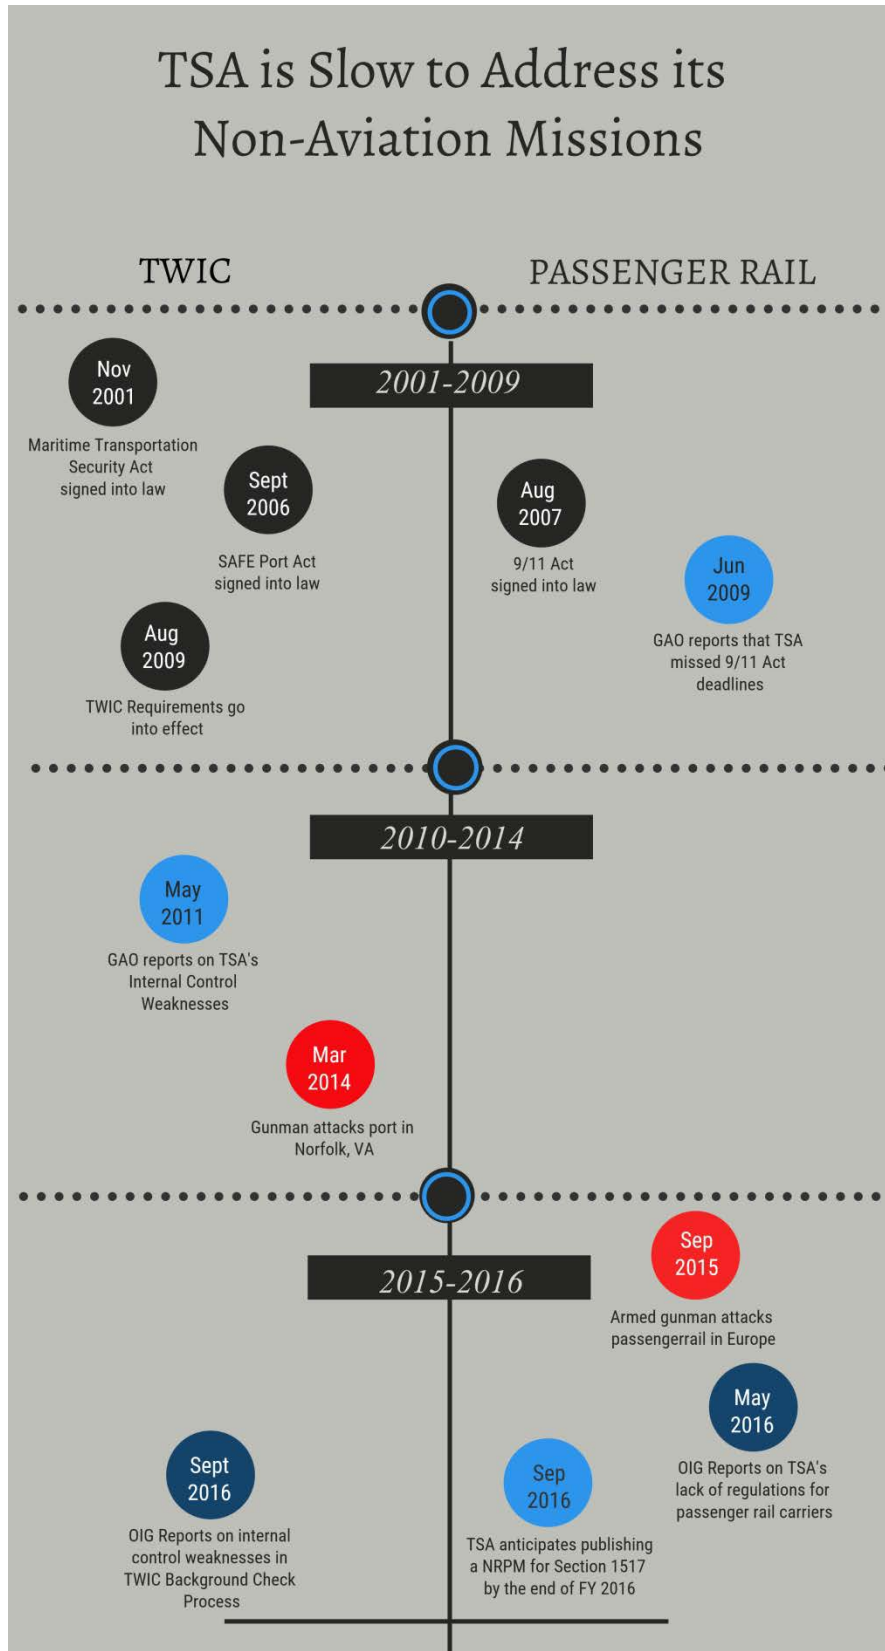 TSA is Slow to Address its
Non-Aviation Missions
TWIC
PASSENGER RAIL
2001-2009
Nov
2001
Maritime Transportation
Security Act
signed into law
Sept
2006
SAFE Port Act
signed into law
Aug
2009
TWIC Requirements go
into effect
Aug
2007
9/11 Act
signed into law
Jun
2009
GAO reports that TSA
missed 9/11 Act
deadlines
2010-2014
May
2011
GAO reports on TSA's
Internal Control
Weaknesses
Mar
2014
Gunman attacks port in
Norfolk, VA
2015-2016
Sep
2015
Armed gunman attacks
passengerrail in Europe
May
2016
OIG Reports on TSA's
lack of regulations for
passenger rail carriers
Sept
2016
OIG Reports on internal
control weaknesses in
TWIC Background Check
Process
Sep
2016
TSA anticipates publishing
a NRPM for Section 1517
by the end of FY 2016